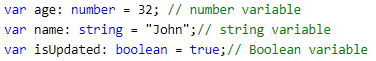 var age: number = 32; // number variable
var name: string = "John";// string variable
var isUpdated: boolean = true;// Boolean variable